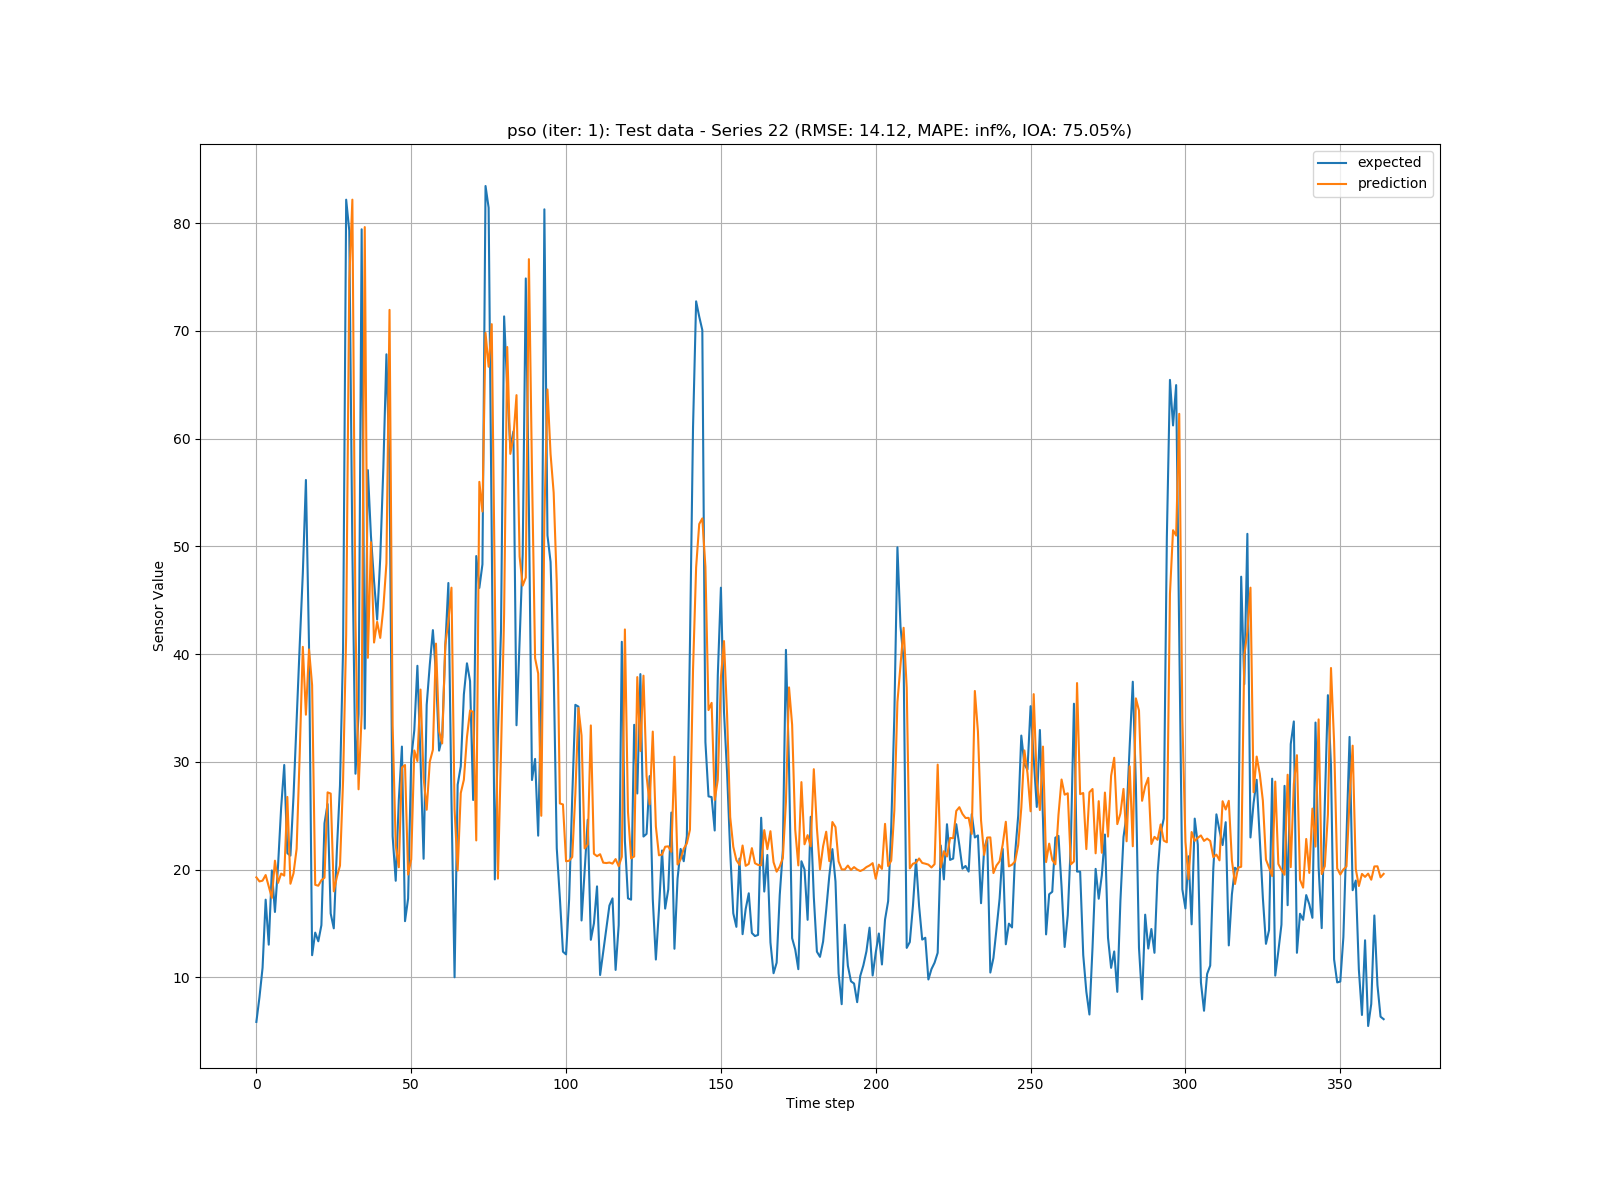 pso (iter: 1): Test data - Series 22 (RMSE: 14.12, MAPE: inf%, IOA: 75.05%)
expected
prediction
Sensor Value
80
70
60
50
40
30
20
10
0 50 100 150 200 250 300 350
Time step